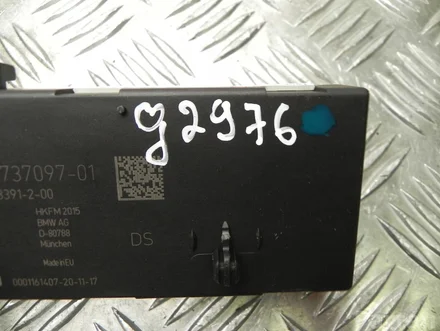 g2976
737097-01
8391-2-00
HKFM 2015
BMW AG
D-80788
München
DS
Made in EU
0001161407-20-11-17